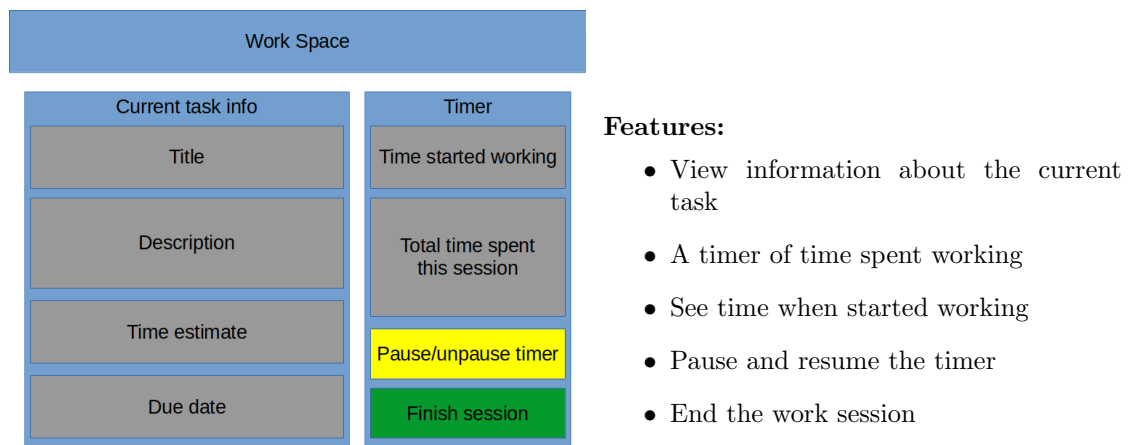 Work Space
Current task info
Title
Description
Time estimate
Due date
Timer
Time started working
Total time spent
this session
Pause/unpause timer
Finish session
Features:
• View information about the current
task
• A timer of time spent working
• See time when started working
• Pause and resume the timer
• End the work session